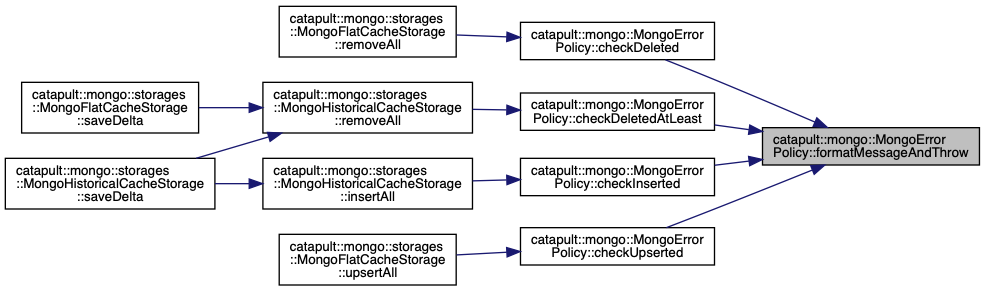 catapult::mongo::storages
::MongoFlatCacheStorage
::removeAll
catapult::mongo::MongoError
Policy::checkDeleted
catapult::mongo::storages
::MongoFlatCacheStorage
::saveDelta
catapult::mongo::storages
::MongoHistoricalCacheStorage
::removeAll
catapult::mongo::MongoError
Policy::checkDeletedAtLeast
catapult::mongo::MongoError
Policy::formatMessageAndThrow
catapult::mongo::storages
::MongoHistoricalCacheStorage
::saveDelta
catapult::mongo::storages
::MongoHistoricalCacheStorage
::insertAll
catapult::mongo::MongoError
Policy::checkInserted
catapult::mongo::storages
::MongoFlatCacheStorage
::upsertAll
catapult::mongo::MongoError
Policy::checkUpserted